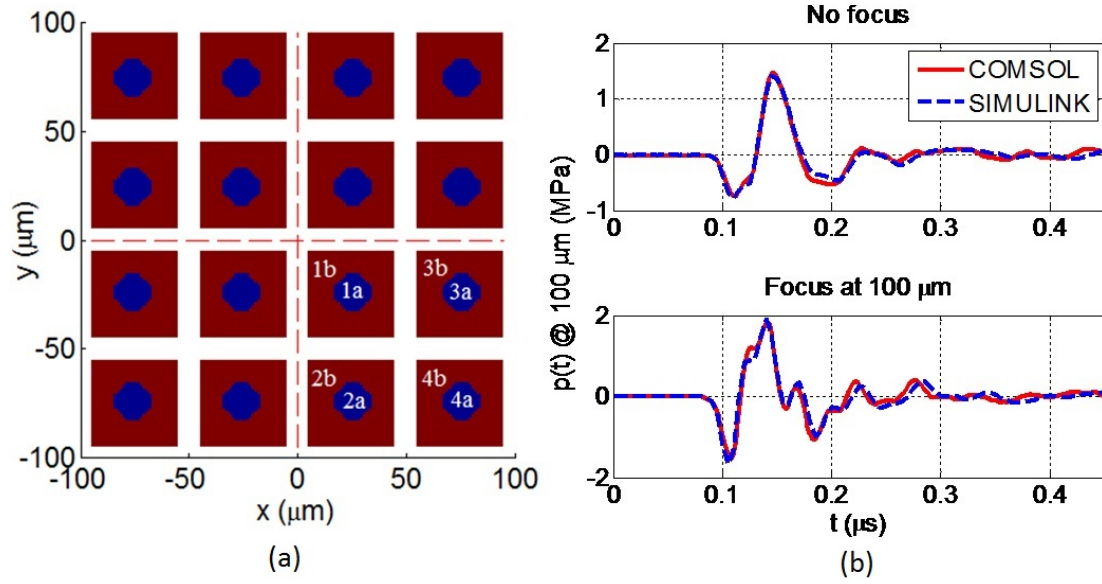 100
50
0
-50
-100
y (μm)
-100
-50
0
50
100
x (μm)
1b
1a
3b
3a
2b
2a
4b
4a
(a)
No focus
2
1
0
-1
COMSOL
SIMULINK
0
0.1
0.2
0.3
0.4
p(t) @ 100 μm (MPa)
Focus at 100 μm
2
0
-2
0
0.1
0.2
0.3
0.4
t (μs)
(b)